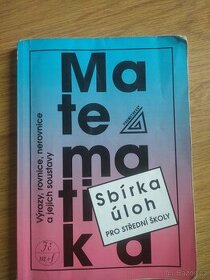 Ma
te
ma
ti
ka
Výrazy, rovnice, nerovnice
a jejich soustavy
Sbírka
úloh
PRO STŘEDNÍ ŠKOLY